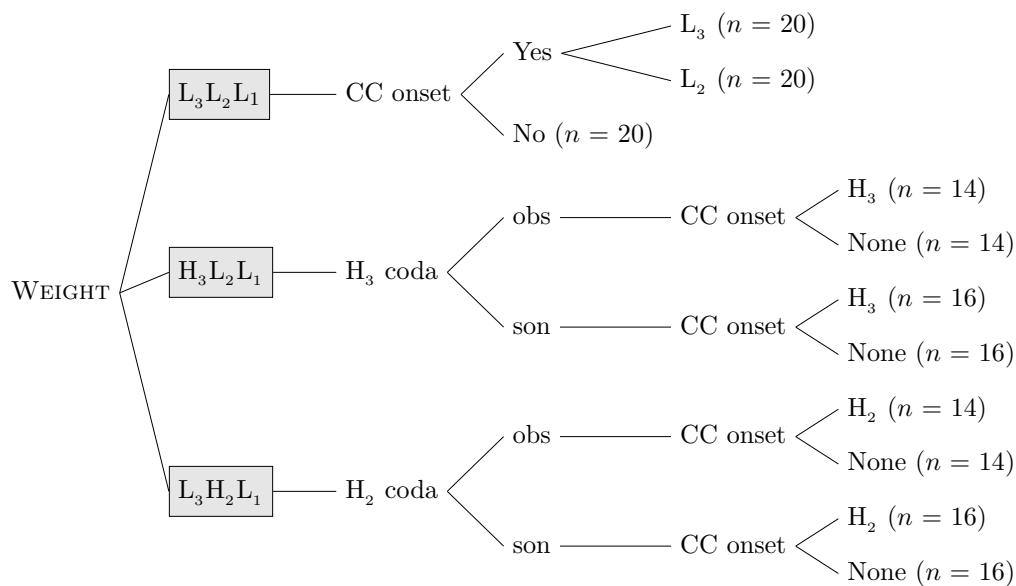 L₃ (n = 20)
Yes
L₂ (n = 20)
L₃L₂L1 CC onset
No (n = 20)
H₃ (n = 14)
obs CC onset
None (n = 14)
H₃L₂L₁ H₃ coda
WEIGHT
H₃ (n = 16)
son CC onset
None (n = 16)
H₂ (n = 14)
obs CC onset
None (n = 14)
L₃H₂L₁ H₂ coda
H₂ (n = 16)
son CC onset
None (n = 16)